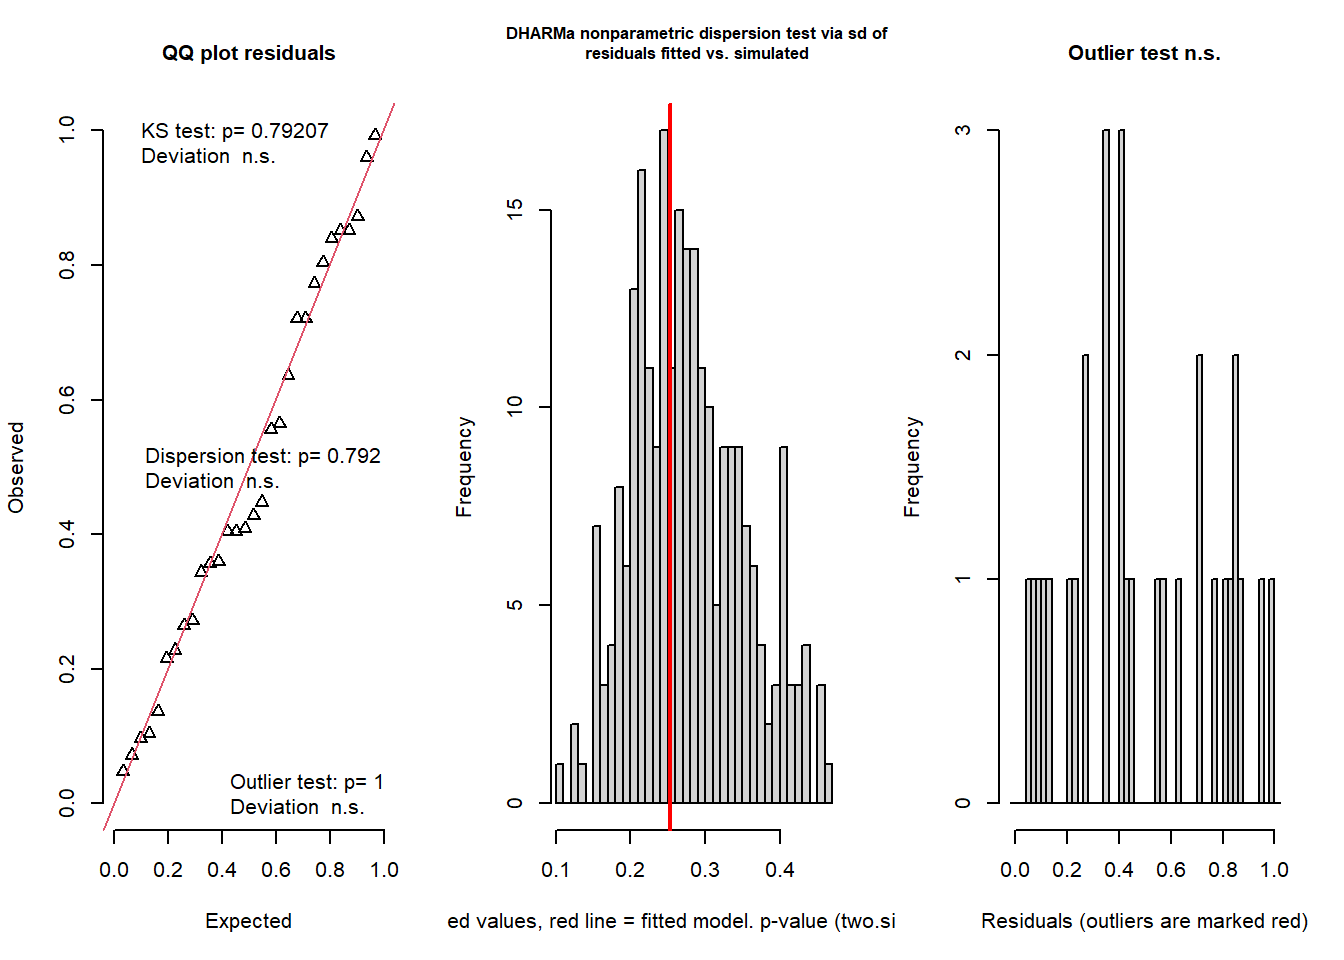 QQ plot residuals
KS test: p= 0.79207
Deviation  n.s.
Dispersion test: p= 0.792
Deviation  n.s.
Outlier test: p= 1
Deviation  n.s.
Observed
0.0
0.2
0.4
0.6
0.8
1.0
0.0 0.2 0.4 0.6 0.8 1.0
Expected
DHARMa nonparametric dispersion test via sd of
residuals fitted vs. simulated
Frequency
0
5
10
15
0.1 0.2 0.3 0.4
ed values, red line = fitted model. p-value (two.si
Outlier test n.s.
Frequency
0
1
2
3
0.0 0.2 0.4 0.6 0.8 1.0
Residuals (outliers are marked red)